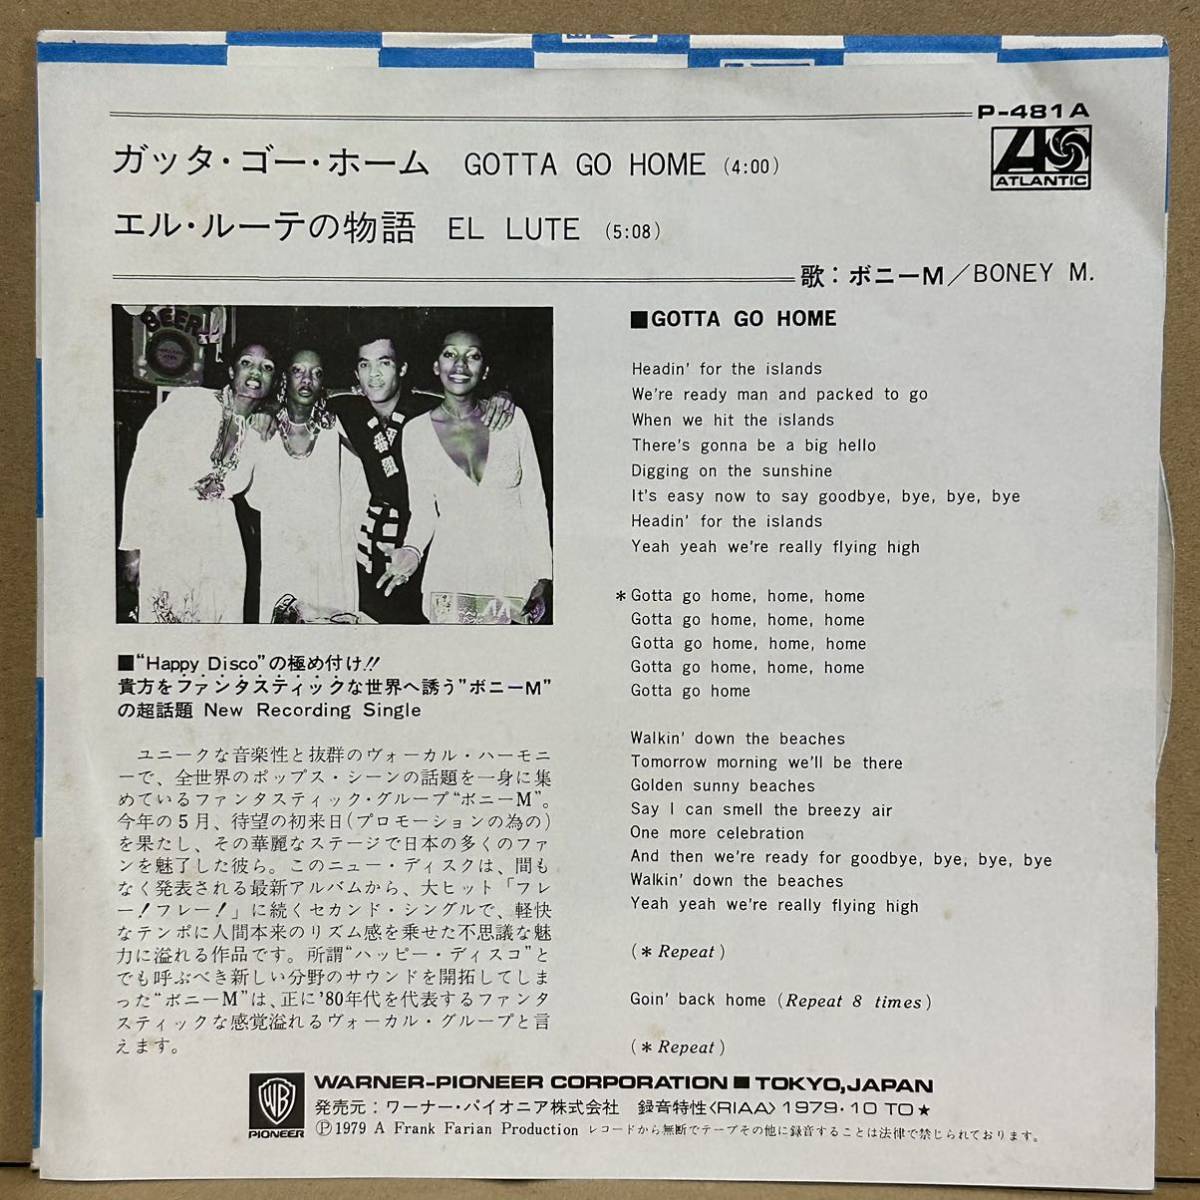 P-481A
ATLANTIC
ガッタ・ゴー・ホーム GOTTA GO HOME (4:00)
エル・ルーテの物語 EL LUTE (5:08)
歌：ボニーM／BONEY M.
BEER
■“Happy Disco”の極め付け!!
貴方をファンタスティックな世界へ誘う"ボニーM"
の超話題 New Recording Single
ユニークな音楽性と抜群のヴォーカル・ハーモニ
ーで、全世界のポップス・シーンの話題を一身に集
めているファンタスティック・グループ“ボニーM”。
今年の5月、待望の初来日(プロモーションの為の)
を果たし、その華麗なステージで日本の多くのファ
ンを魅了した彼ら。このニュー・ディスクは、間も
なく発表される最新アルバムから、大ヒット「フレ
ー！フレー！」に続くセカンド・シングルで、軽快
なテンポに人間本来のリズム感を乗せた不思議な魅
力に溢れる作品です。所謂“ハッピー・ディスコ”と
でも呼ぶべき新しい分野のサウンドを開拓してしま
った“ボニーM”は、正に'80年代を代表するファンタ
スティックな感覚溢れるヴォーカル・グループと言
えます。
■GOTTA GO HOME
Headin' for the islands
We're ready man and packed to go
When we hit the islands
There's gonna be a big hello
Digging on the sunshine
It's easy now to say goodbye, bye, bye, bye
Headin' for the islands
Yeah yeah we're really flying high
＊Gotta go home, home, home
Gotta go home, home, home
Gotta go home, home, home
Gotta go home, home, home
Gotta go home
Walkin' down the beaches
Tomorrow morning we'll be there
Golden sunny beaches
Say I can smell the breezy air
One more celebration
And then we're ready for goodbye, bye, bye, bye
Walkin' down the beaches
Yeah yeah we're really flying high
(＊Repeat)
Goin' back home (Repeat 8 times)
(＊Repeat)
WB
PIONEER
WARNER-PIONEER CORPORATION ■ TOKYO, JAPAN
発売元：ワーナー・パイオニア株式会社 録音特性〈RIAA〉1979・10 TO★
Ⓟ1979 A Frank Farian Production レコードから無断でテープその他に録音することは法律で禁じられております。